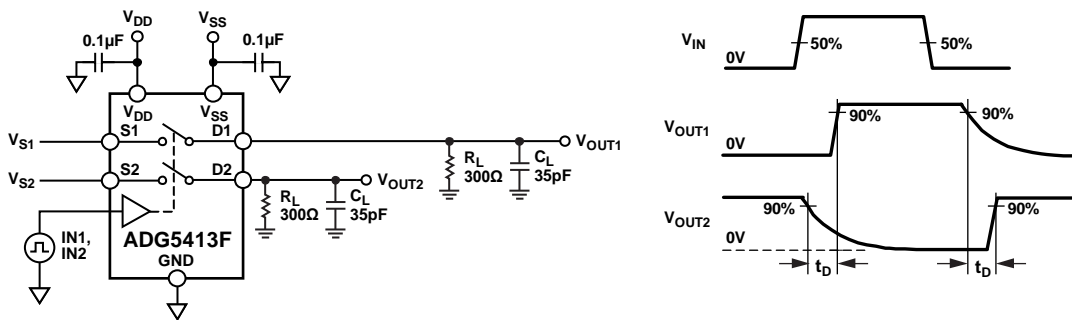 VDD VSS
0.1µF 0.1µF
VDD VSS
VS1 S1 D1 VOUT1
VS2 S2 D2 VOUT2
RL 300Ω CL 35pF
RL 300Ω CL 35pF
IN1, IN2
ADG5413F
GND
VIN
0V
50% 50%
VOUT1
0V
90% 90%
VOUT2
0V
90% 90%
tD tD